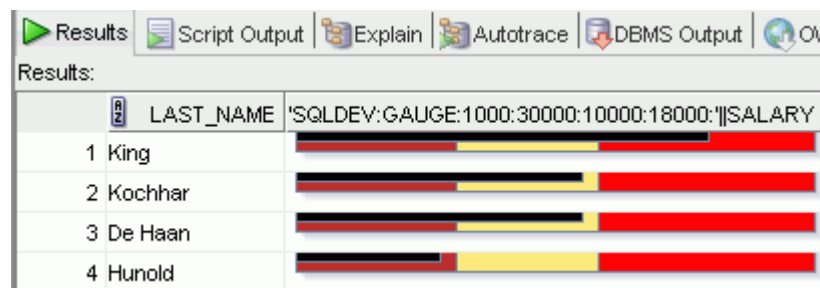 Results Script Output Explain Autotrace DBMS Output
Results:
LAST_NAME 'SQLDEV:GAUGE:1000:30000:10000:18000:'||SALARY
1 King
2 Kochhar
3 De Haan
4 Hunold